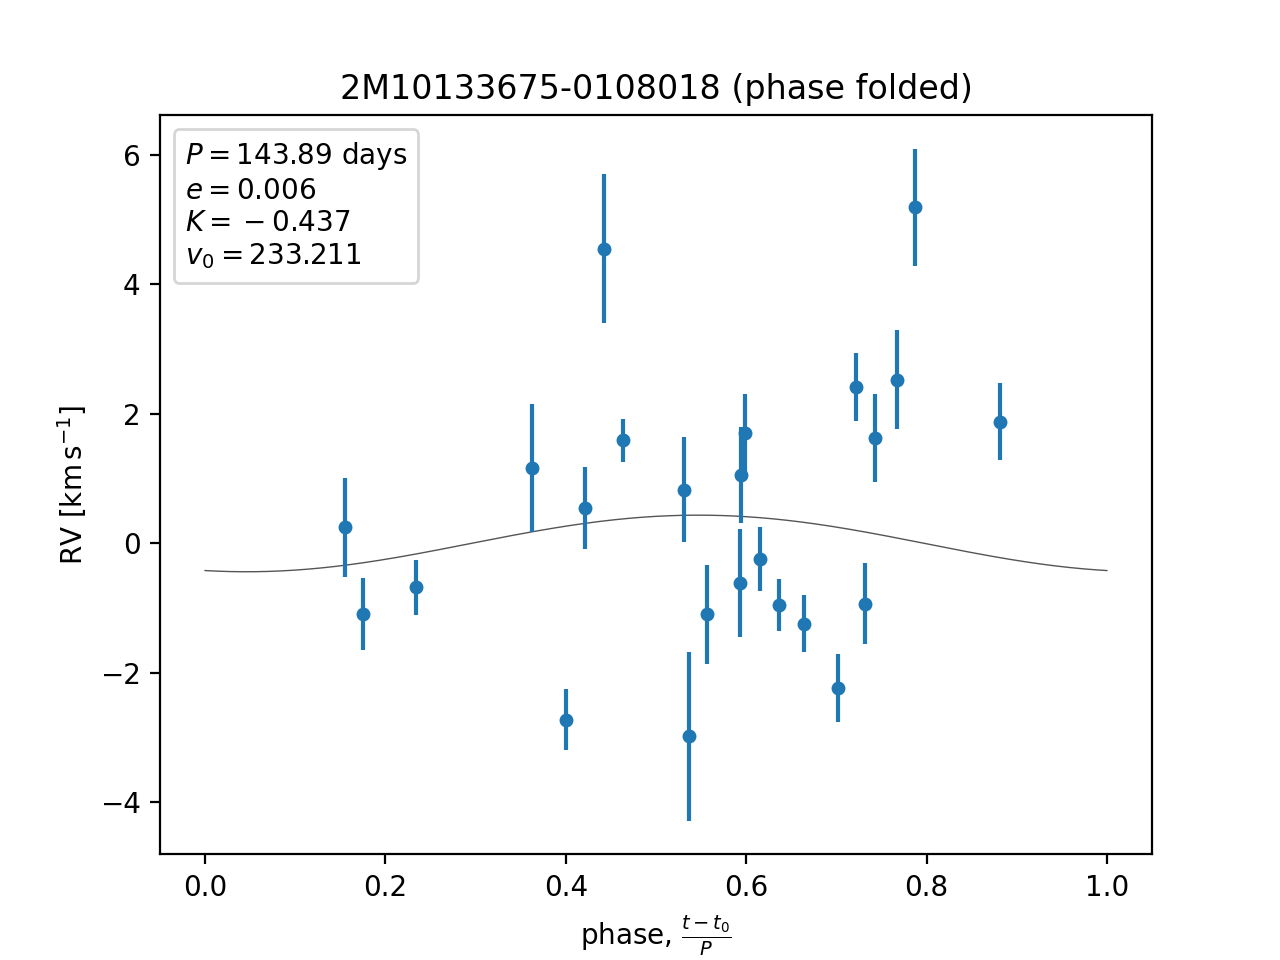 2M10133675-0108018 (phase folded)
P = 143.89 days
e = 0.006
K = −0.437
v₀ = 233.211
6
4
2
0
−2
−4
RV [km s⁻¹]
0.0 0.2 0.4 0.6 0.8 1.0
phase, (t − t₀)/P